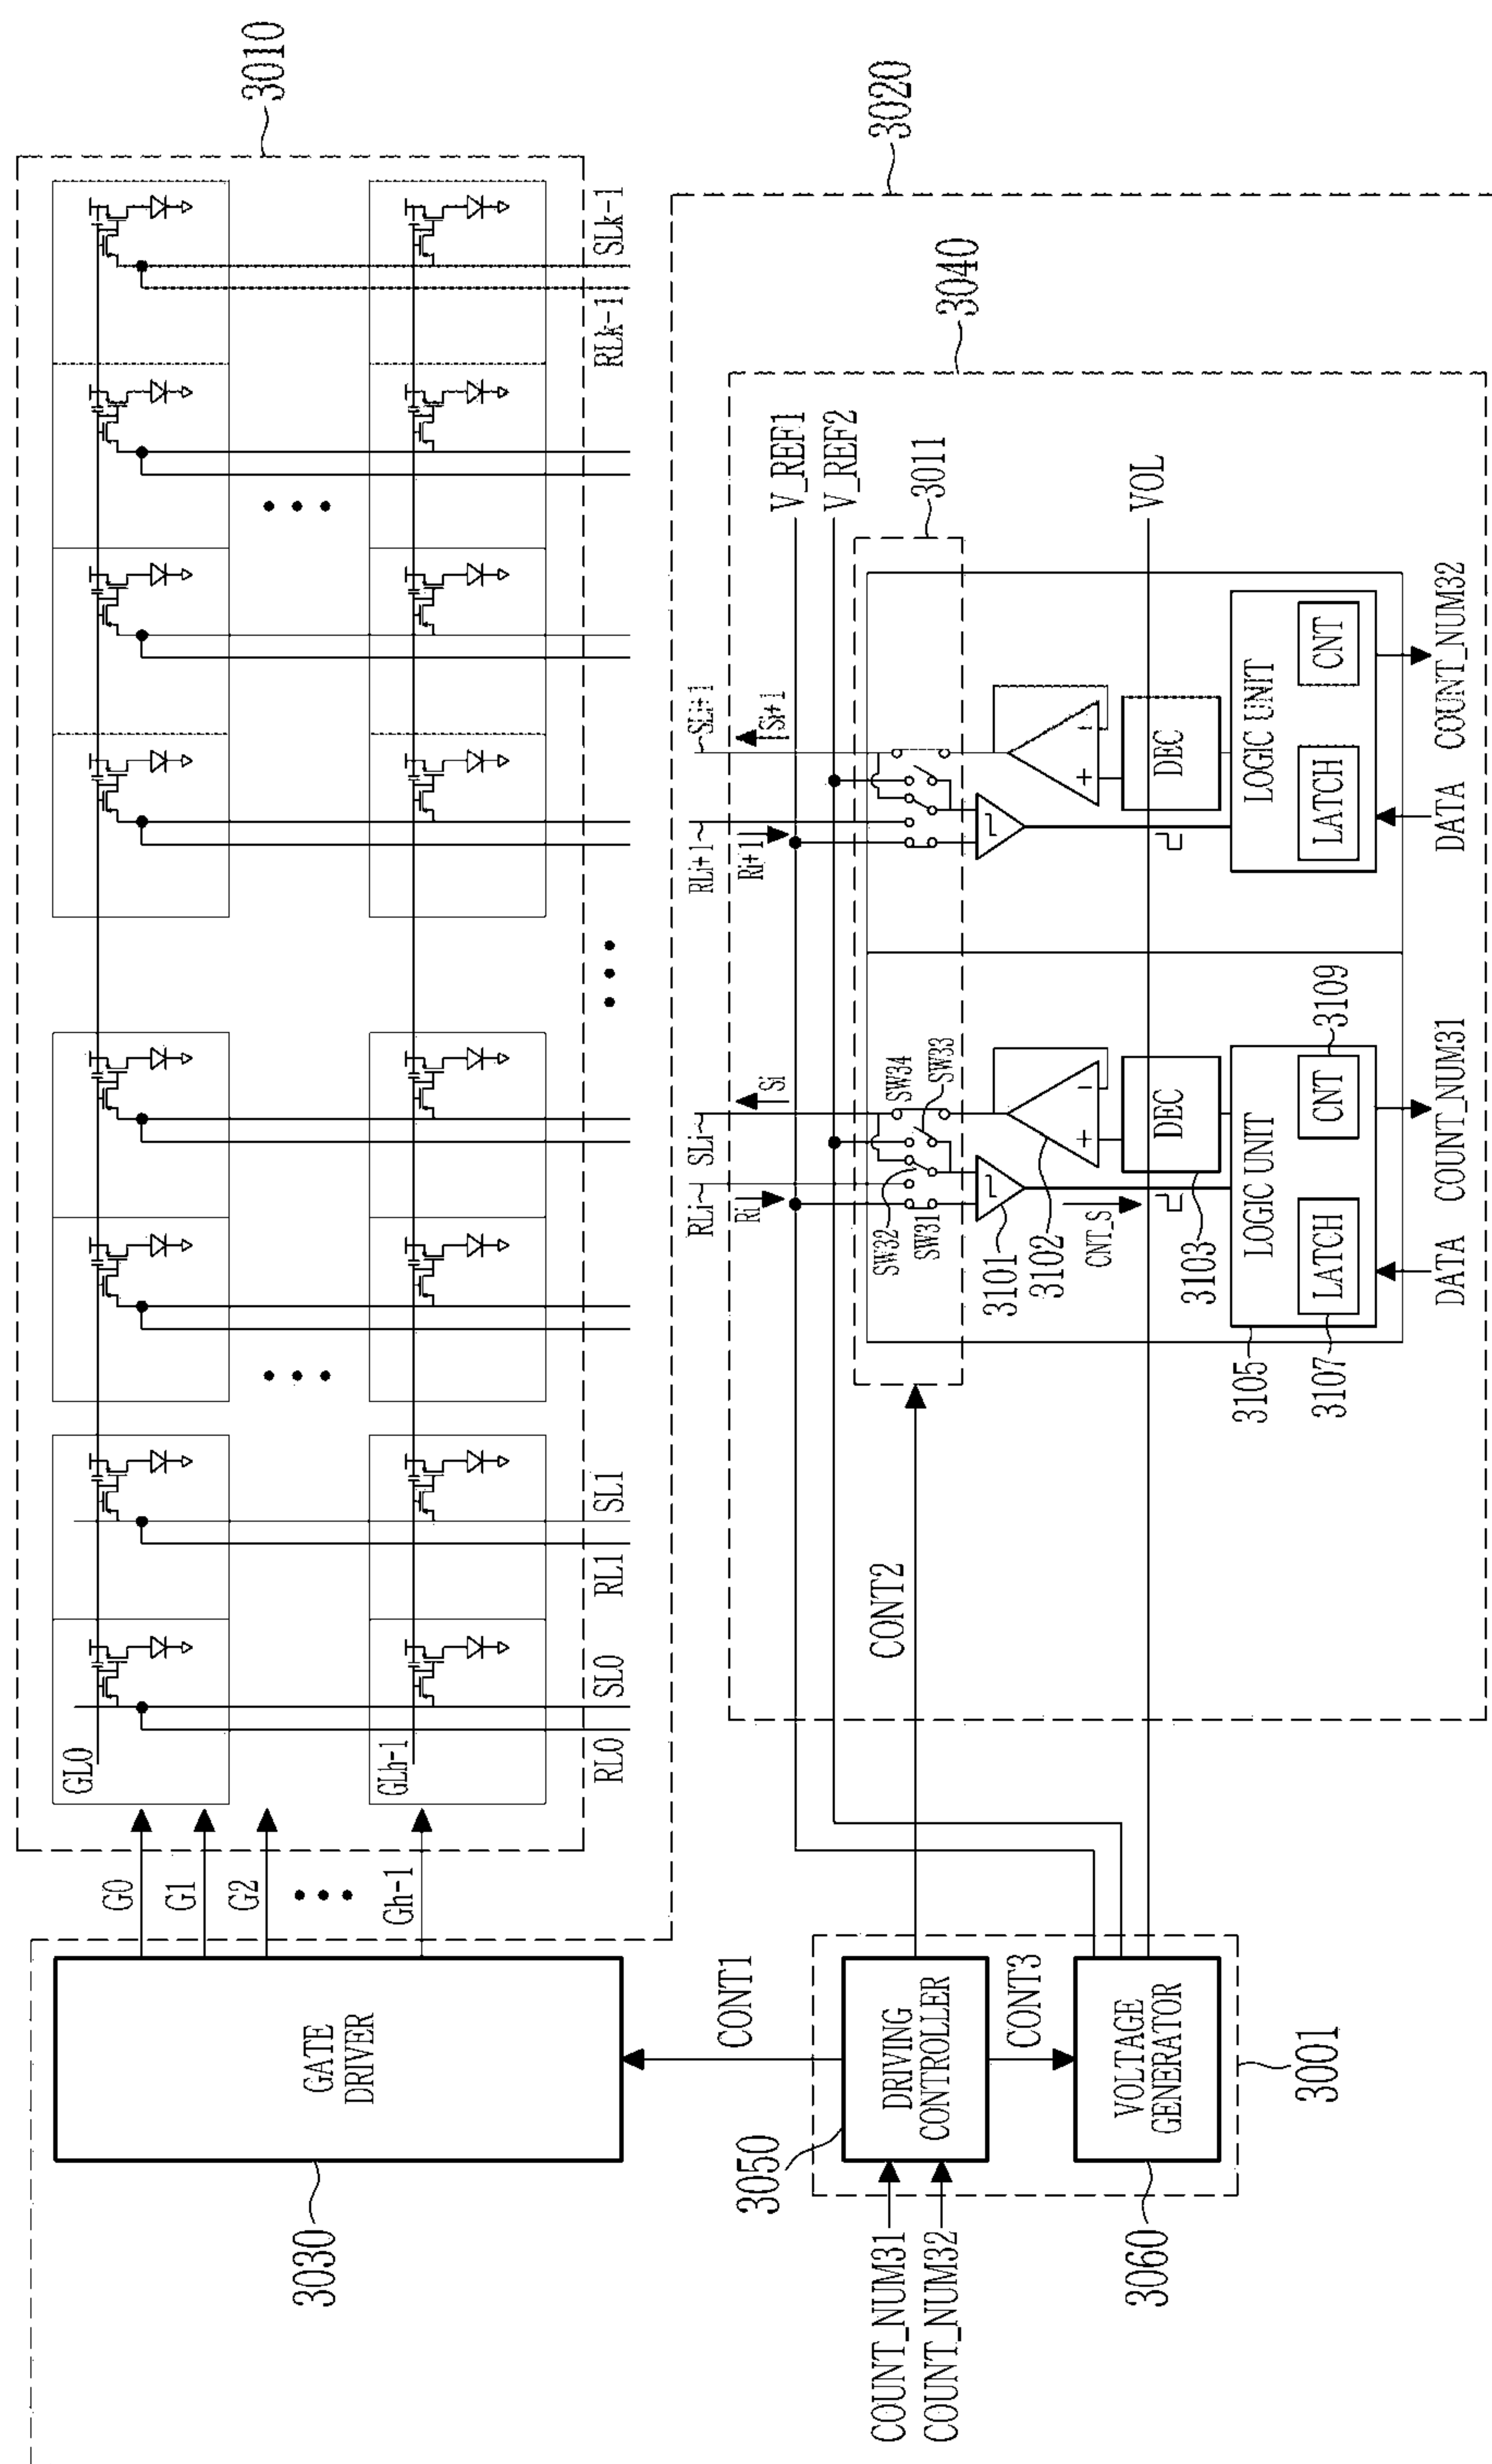 3010
3020
GL0
GLh-1
RL0
SL0
RL1
SL1
RLk-1
SLk-1
G0
G1
G2
Gh-1
GATE
DRIVER
3030
CONT1
3040
V_REF1
V_REF2
3011
VOL
RLi
SLi
Ri
Si
RLi+1
SLi+1
Ri+1
Si+1
SW32
SW31
SW34
SW33
3101
3102
+
-
CNT_S
3103
DEC
3105
LOGIC UNIT
LATCH
3107
CNT
3109
DATA
COUNT_NUM31
+
-
DEC
LOGIC UNIT
LATCH
CNT
DATA
COUNT_NUM32
CONT2
3050
DRIVING
CONTROLLER
CONT3
VOLTAGE
GENERATOR
3060
3001
COUNT_NUM31
COUNT_NUM32